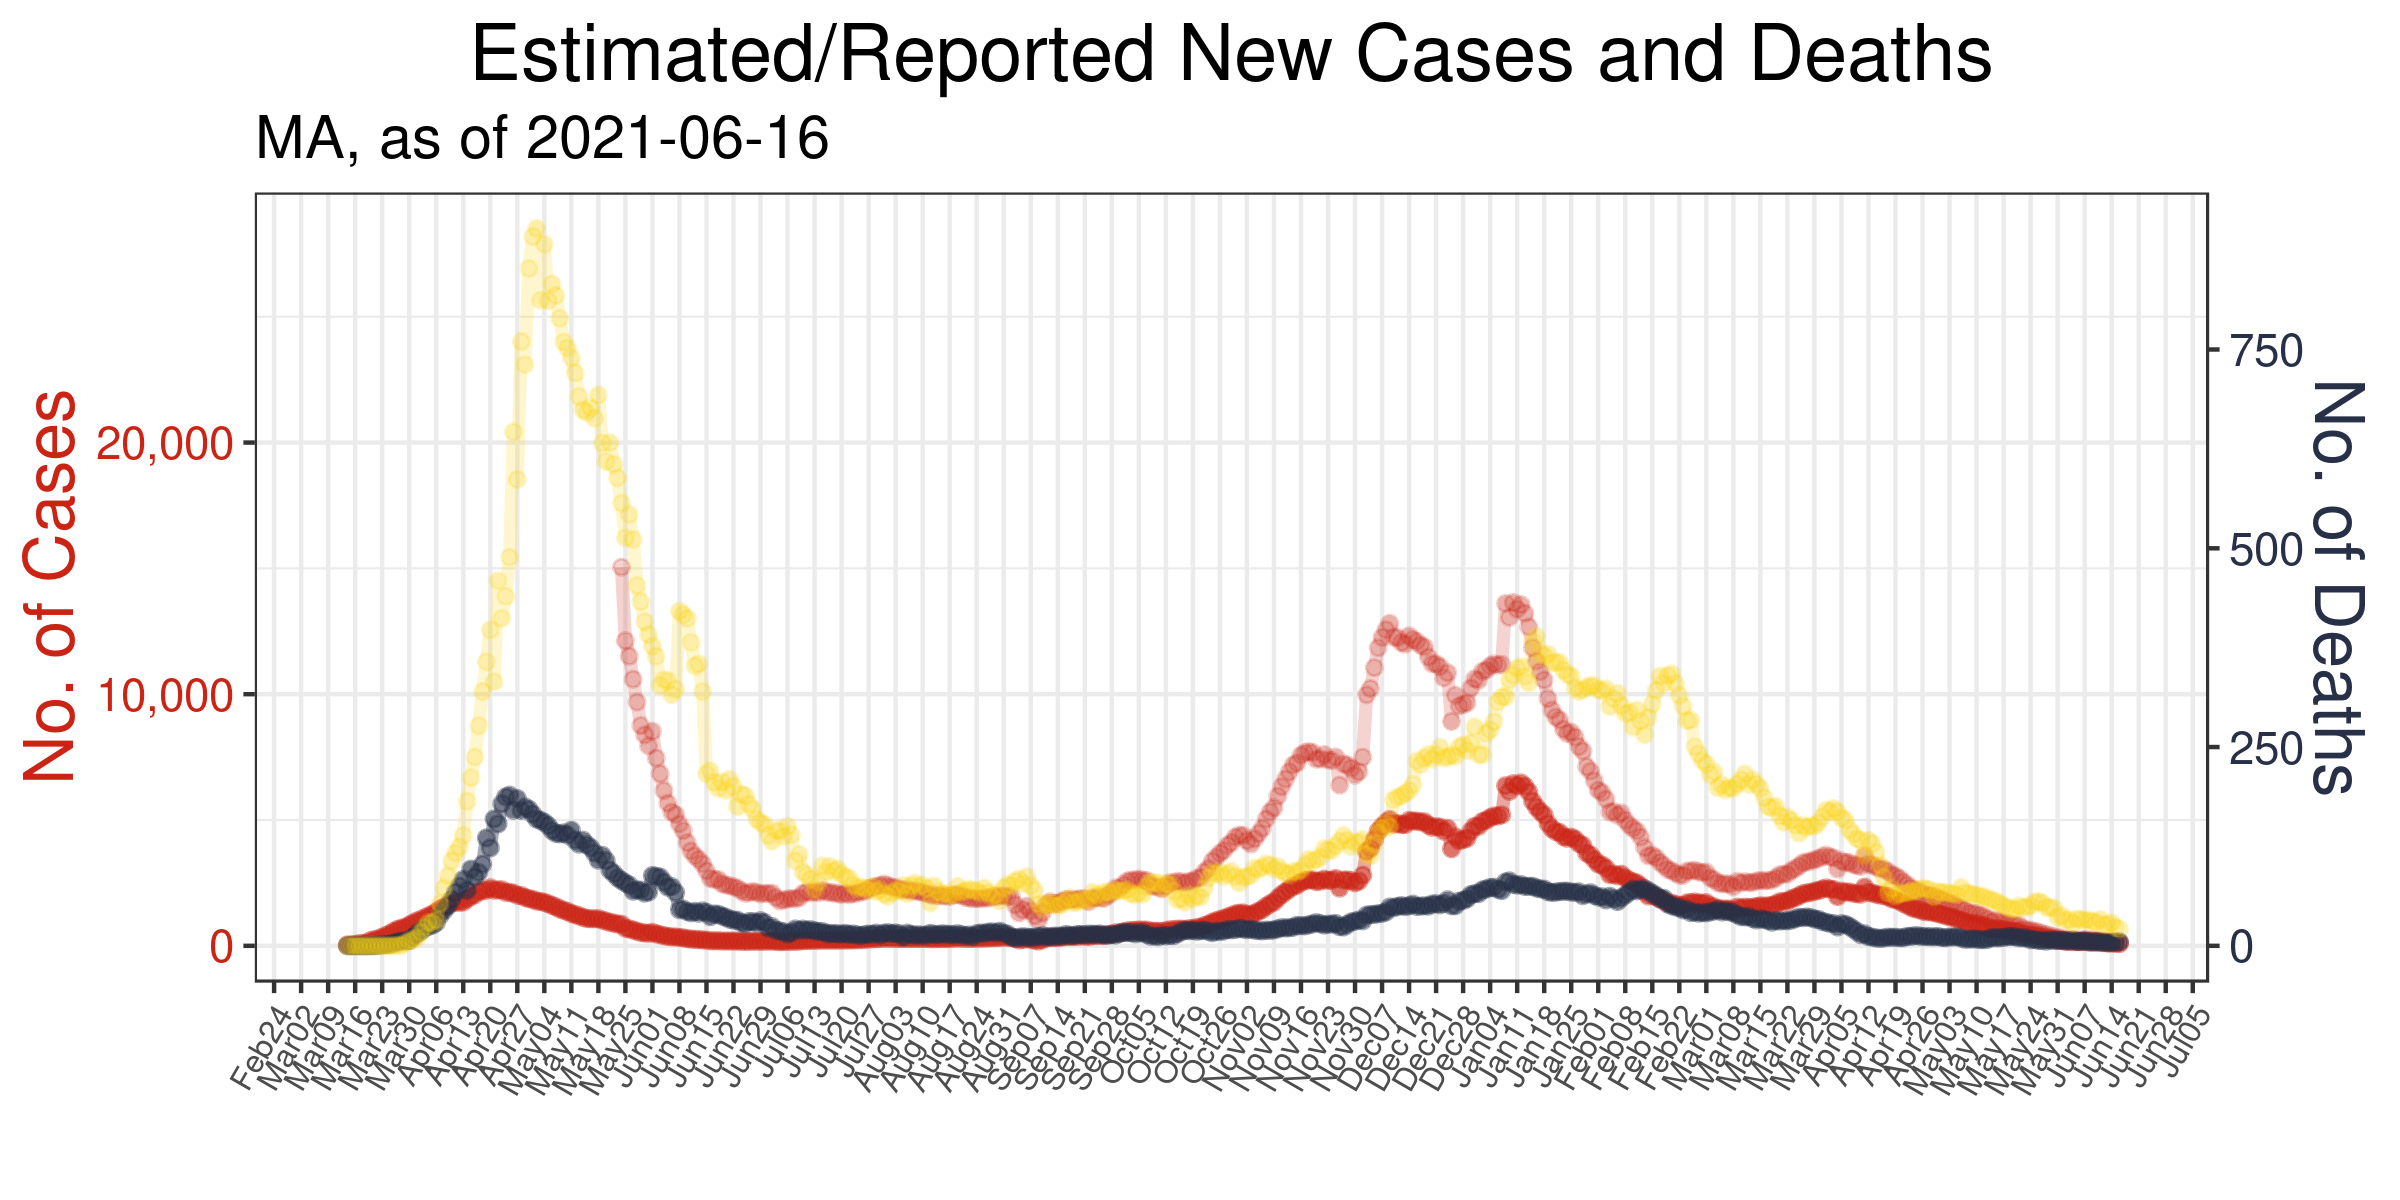 Estimated/Reported New Cases and Deaths
MA, as of 2021-06-16
No. of Cases
20,000
10,000
0
750
500
250
0
No. of Deaths
Feb24
Mar02
Mar09
Mar16
Mar23
Mar30
Apr06
Apr13
Apr20
Apr27
May04
May11
May18
May25
Jun01
Jun08
Jun15
Jun22
Jun29
Jul06
Jul13
Jul20
Jul27
Aug03
Aug10
Aug17
Aug24
Aug31
Sep07
Sep14
Sep21
Sep28
Oct05
Oct12
Oct19
Oct26
Nov02
Nov09
Nov16
Nov23
Nov30
Dec07
Dec14
Dec21
Dec28
Jan04
Jan11
Jan18
Jan25
Feb01
Feb08
Feb15
Feb22
Mar01
Mar08
Mar15
Mar22
Mar29
Apr05
Apr12
Apr19
Apr26
May03
May10
May17
May24
May31
Jun07
Jun14
Jun21
Jun28
Jul05